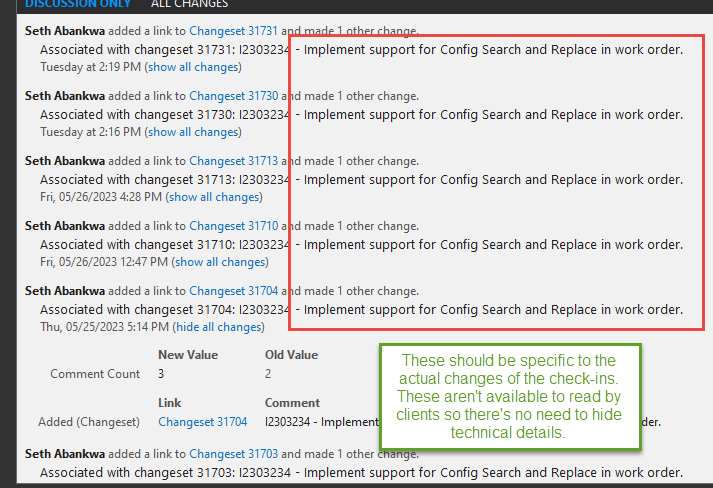 DISCUSSION ONLY ALL CHANGES
Seth Abankwa added a link to Changeset 31731 and made 1 other change.
Associated with changeset 31731: I2303234 - Implement support for Config Search and Replace in work order.
Tuesday at 2:19 PM (show all changes)
Seth Abankwa added a link to Changeset 31730 and made 1 other change.
Associated with changeset 31730: I2303234 - Implement support for Config Search and Replace in work order.
Tuesday at 2:16 PM (show all changes)
Seth Abankwa added a link to Changeset 31713 and made 1 other change.
Associated with changeset 31713: I2303234 - Implement support for Config Search and Replace in work order.
Fri, 05/26/2023 4:28 PM (show all changes)
Seth Abankwa added a link to Changeset 31710 and made 1 other change.
Associated with changeset 31710: I2303234 - Implement support for Config Search and Replace in work order.
Fri, 05/26/2023 12:47 PM (show all changes)
Seth Abankwa added a link to Changeset 31704 and made 1 other change.
Associated with changeset 31704: I2303234 - Implement support for Config Search and Replace in work order.
Thu, 05/25/2023 5:14 PM (hide all changes)
New Value Old Value
Comment Count 3 2
Link Comment
Added (Changeset) Changeset 31704 I2303234 - Implement order.
These should be specific to the
actual changes of the check-ins.
These aren't available to read by
clients so there's no need to hide
technical details.
Seth Abankwa added a link to Changeset 31703 and made 1 other change.
Associated with changeset 31703: I2303234 - Implement support for Config Search and Replace in work order.